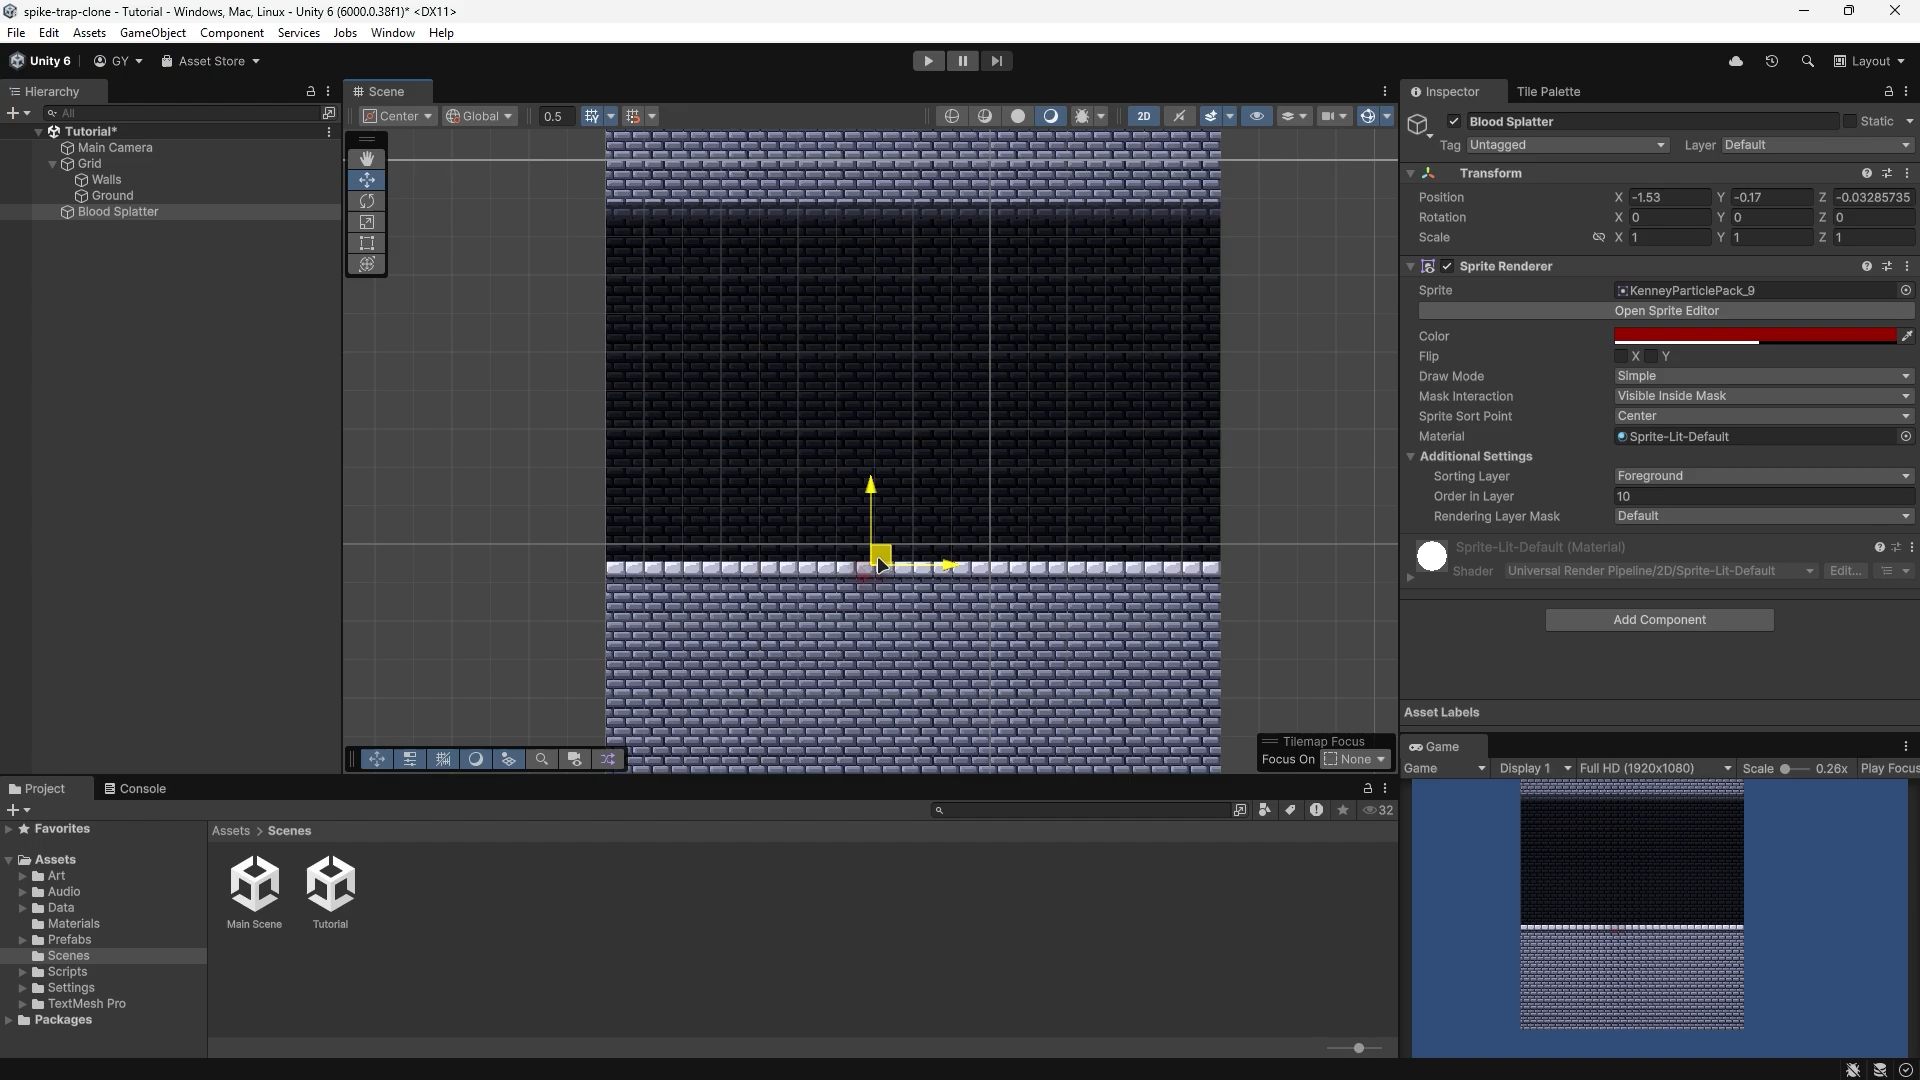 spike-trap-clone - Tutorial - Windows, Mac, Linux - Unity 6 (6000.0.38f1)* <DX11>
File Edit Assets GameObject Component Services Jobs Window Help
Unity 6 GY Asset Store Layout
Hierarchy
All
Tutorial*
Main Camera
Grid
Walls
Ground
Blood Splatter
Scene
Center Global 0.5 2D
Tilemap Focus
Focus On None
Inspector Tile Palette
Blood Splatter Static
Tag Untagged Layer Default
Transform
Position X -1.53 Y -0.17 Z -0.03285735
Rotation X 0 Y 0 Z 0
Scale X 1 Y 1 Z 1
Sprite Renderer
Sprite KenneyParticlePack_9
Open Sprite Editor
Color
Flip X Y
Draw Mode Simple
Mask Interaction Visible Inside Mask
Sprite Sort Point Center
Material Sprite-Lit-Default
Additional Settings
Sorting Layer Foreground
Order in Layer 10
Rendering Layer Mask Default
Sprite-Lit-Default (Material)
Shader Universal Render Pipeline/2D/Sprite-Lit-Default Edit...
Add Component
Asset Labels
Game
Game Display 1 Full HD (1920x1080) Scale 0.26x Play Focus
Project Console
32
Favorites
Assets
Art
Audio
Data
Materials
Prefabs
Scenes
Scripts
Settings
TextMesh Pro
Packages
Assets > Scenes
Main Scene Tutorial